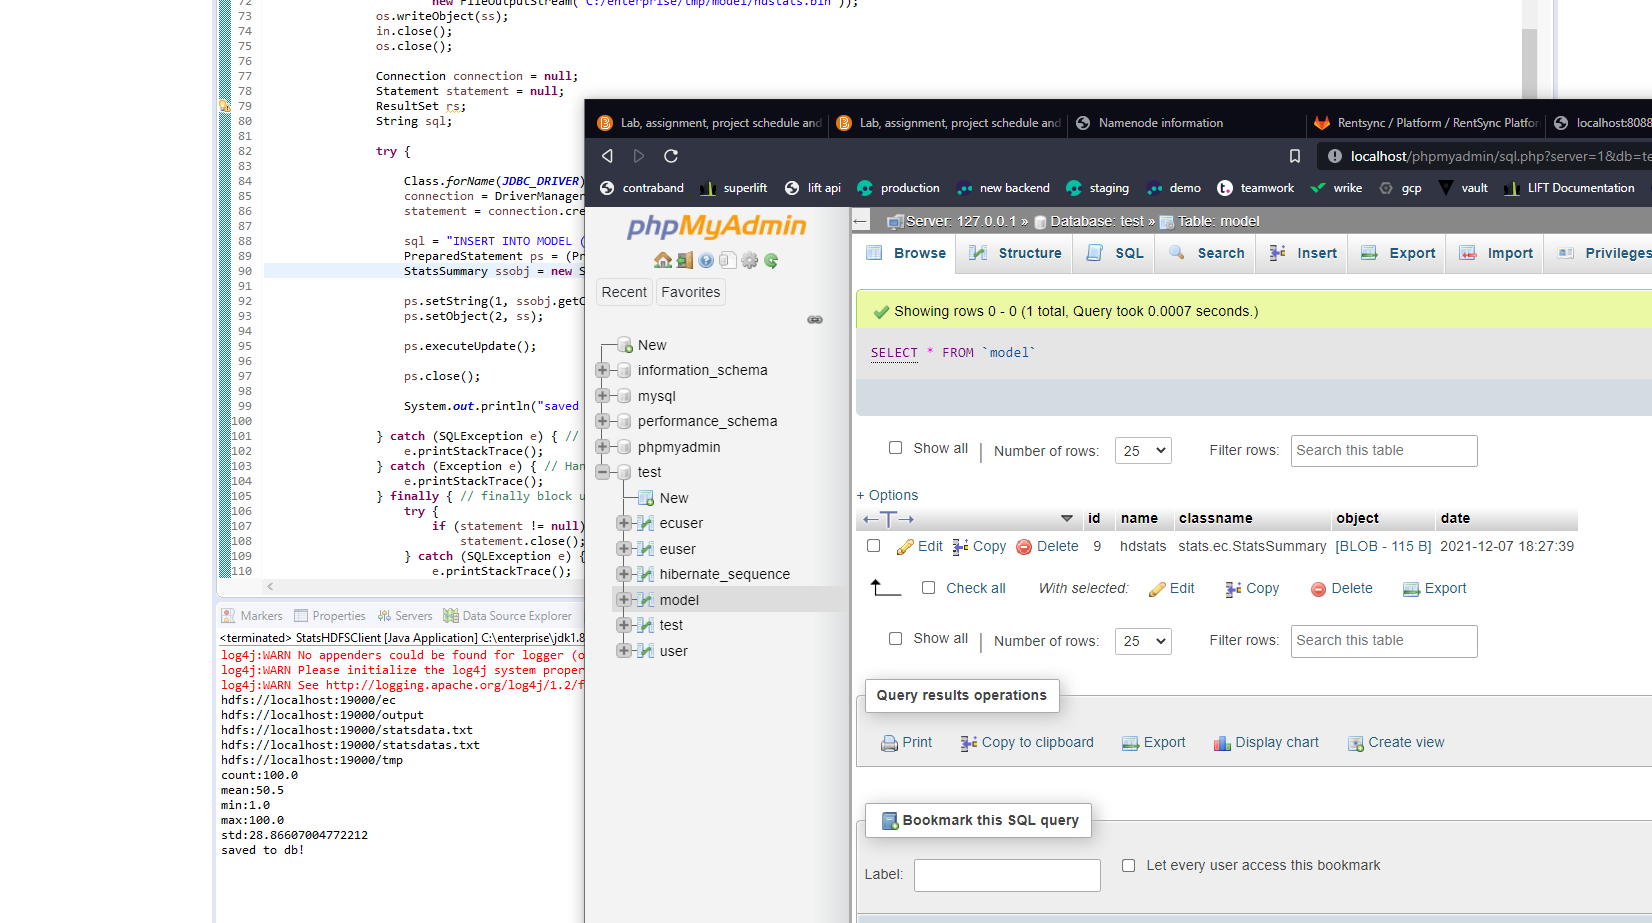 72 new FileOutputStream("C:/enterprise/tmp/model/hdstats.bin"));
73 os.writeObject(ss);
74 in.close();
75 os.close();
76
77 Connection connection = null;
78 Statement statement = null;
79 ResultSet rs;
80 String sql;
81
82 try {
83
84 Class.forName(JDBC_DRIVER)
85 connection = DriverManager
86 statement = connection.cre
87
88 sql = "INSERT INTO MODEL (
89 PreparedStatement ps = (Pr
90 StatsSummary ssobj = new S
91
92 ps.setString(1, ssobj.getC
93 ps.setObject(2, ss);
94
95 ps.executeUpdate();
96
97 ps.close();
98
99 System.out.println("saved
100
101 } catch (SQLException e) { //
102 e.printStackTrace();
103 } catch (Exception e) { // Han
104 e.printStackTrace();
105 } finally { // finally block u
106 try {
107 if (statement != null)
108 statement.close();
109 } catch (SQLException e) {
110 e.printStackTrace();
Markers Properties Servers Data Source Explorer
<terminated> StatsHDFSClient [Java Application] C:\enterprise\jdk1.8
log4j:WARN No appenders could be found for logger (o
log4j:WARN Please initialize the log4j system proper
log4j:WARN See http://logging.apache.org/log4j/1.2/f
hdfs://localhost:19000/ec
hdfs://localhost:19000/output
hdfs://localhost:19000/statsdata.txt
hdfs://localhost:19000/statsdatas.txt
hdfs://localhost:19000/tmp
count:100.0
mean:50.5
min:1.0
max:100.0
std:28.86607004772212
saved to db!
Lab, assignment, project schedule and Lab, assignment, project schedule and Namenode information Rentsync / Platform / RentSync Platfor localhost:8088
localhost/phpmyadmin/sql.php?server=1&db=te
contraband superlift lift api production new backend staging demo teamwork wrike gcp vault LIFT Documentation
phpMyAdmin
Recent Favorites
New
information_schema
mysql
performance_schema
phpmyadmin
test
New
ecuser
euser
hibernate_sequence
model
test
user
Server: 127.0.0.1 » Database: test » Table: model
Browse Structure SQL Search Insert Export Import Privileges
Showing rows 0 - 0 (1 total, Query took 0.0007 seconds.)
SELECT * FROM `model`
Show all Number of rows: 25 Filter rows: Search this table
+ Options
id name classname object date
Edit Copy Delete 9 hdstats stats.ec.StatsSummary [BLOB - 115 B] 2021-12-07 18:27:39
Check all With selected: Edit Copy Delete Export
Show all Number of rows: 25 Filter rows: Search this table
Query results operations
Print Copy to clipboard Export Display chart Create view
Bookmark this SQL query
Label: Let every user access this bookmark